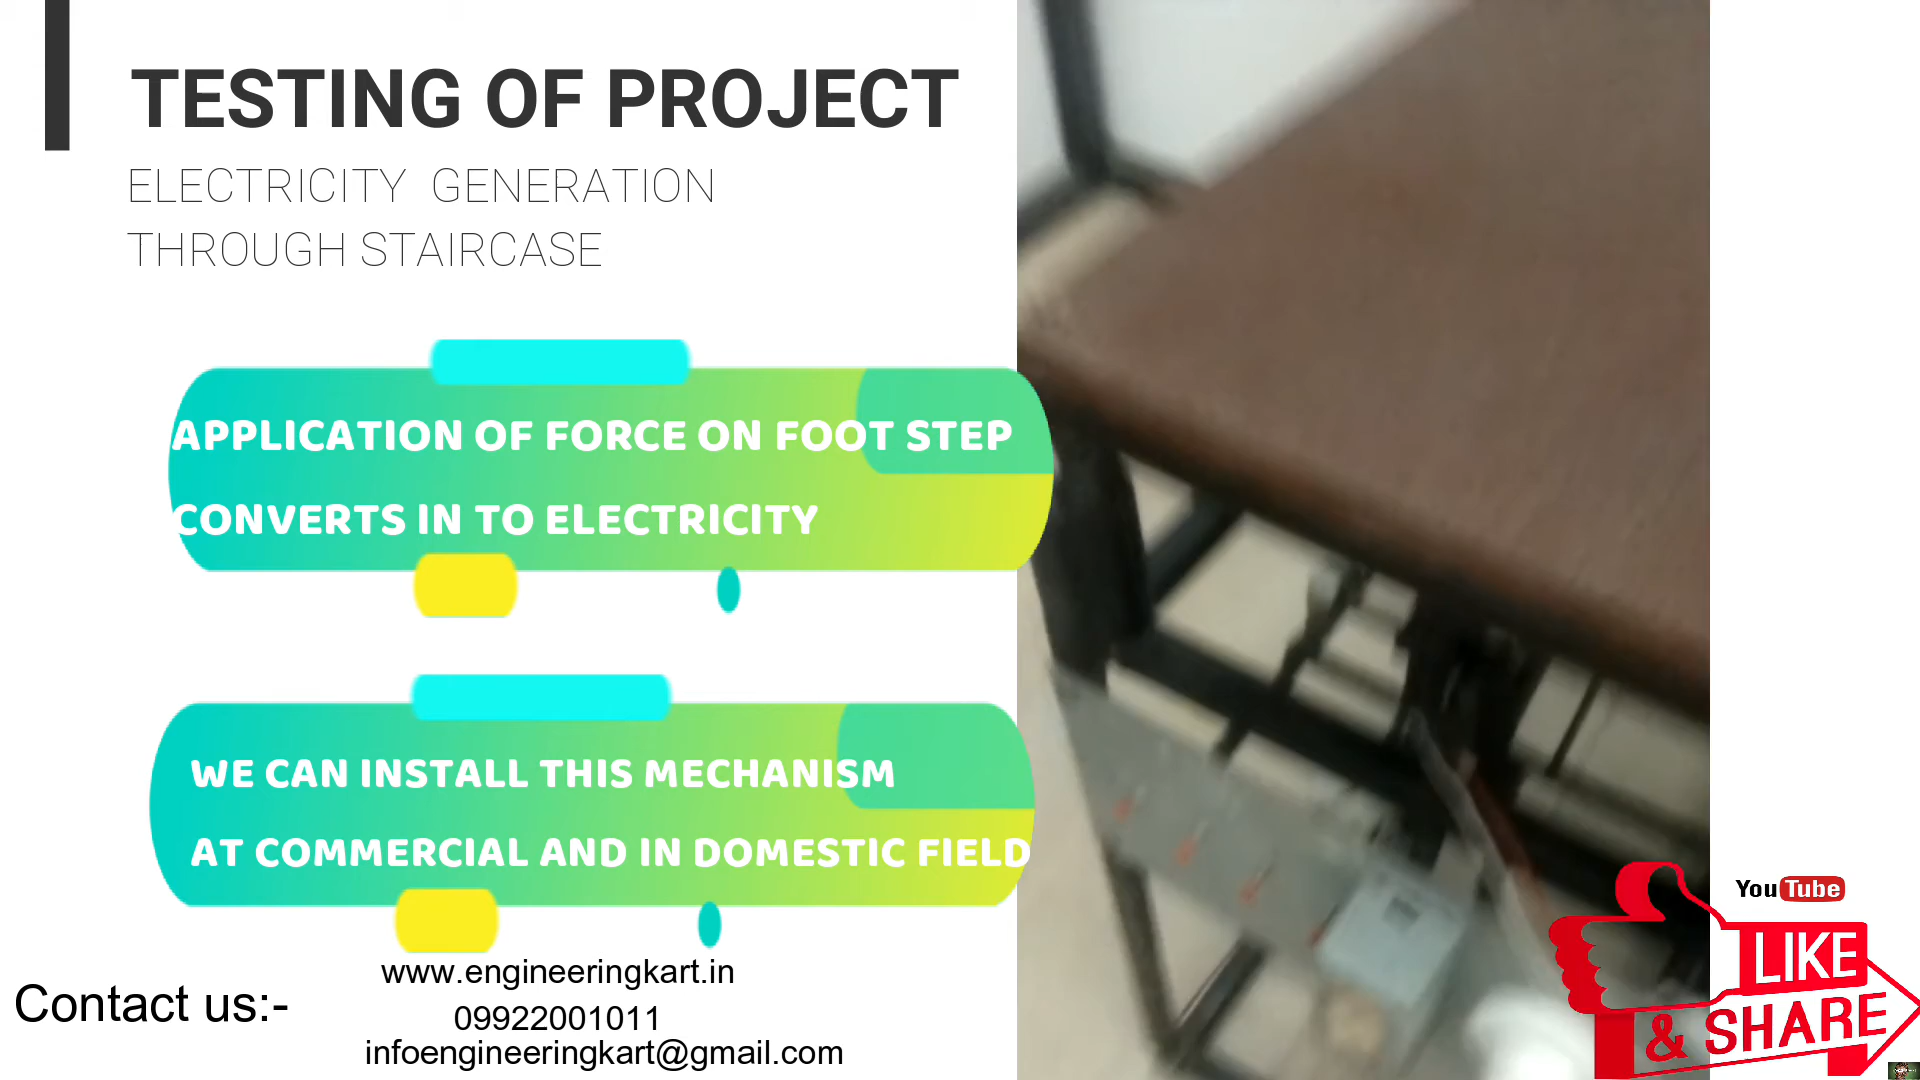 TESTING OF PROJECT
ELECTRICITY GENERATION
THROUGH STAIRCASE
APPLICATION OF FORCE ON FOOT STEP
CONVERTS IN TO ELECTRICITY
WE CAN INSTALL THIS MECHANISM
AT COMMERCIAL AND IN DOMESTIC FIELD
www.engineeringkart.in
Contact us:-
09922001011
infoengineeringkart@gmail.com
YouTube
LIKE
& SHARE